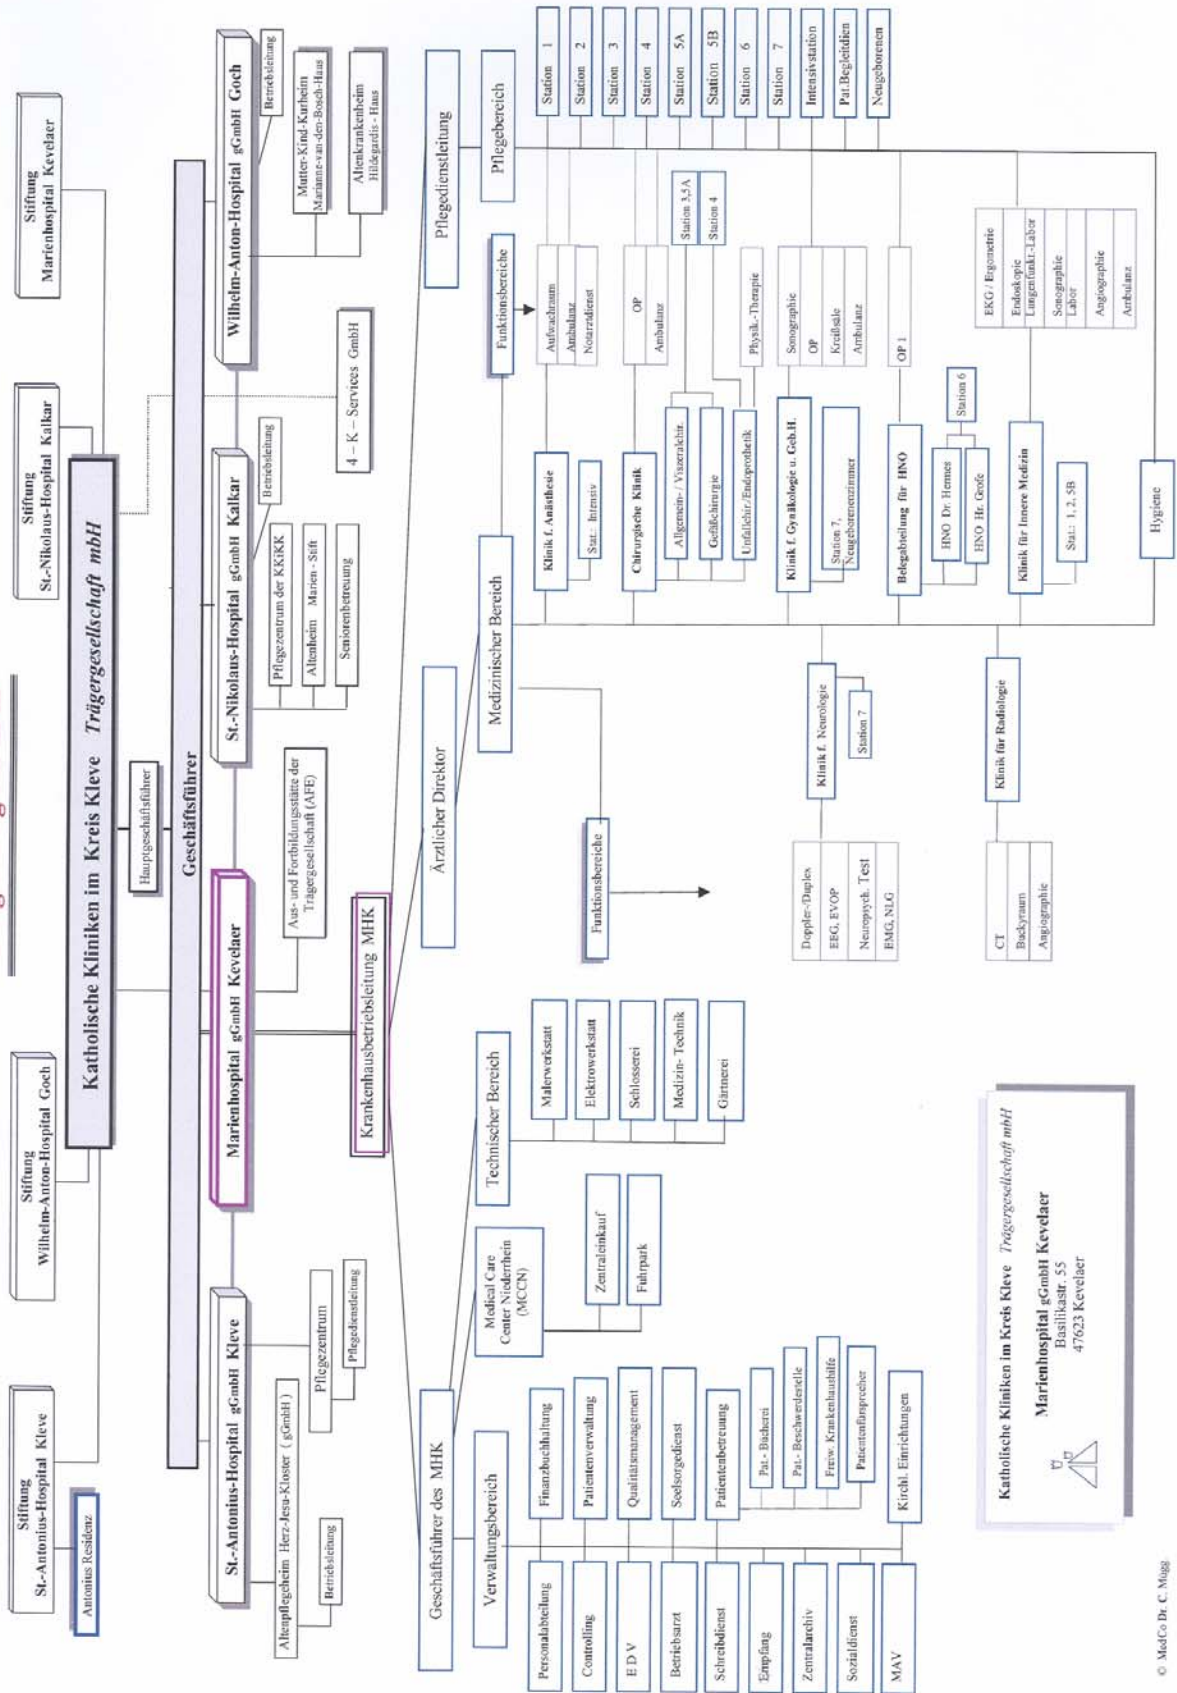 Stiftung
St.-Antonius-Hospital Kleve
Antonius Residenz
Stiftung
Wilhelm-Anton-Hospital Goch
Stiftung
St.-Nikolaus-Hospital Kalkar
Stiftung
Marienhospital Kevelaer
Katholische Kliniken im Kreis Kleve Trägergesellschaft mbH
Hauptgeschäftsführer
Geschäftsführer
St.-Antonius-Hospital gGmbH Kleve
Marienhospital gGmbH Kevelaer
St.-Nikolaus-Hospital gGmbH Kalkar
Wilhelm-Anton-Hospital gGmbH Goch
Altenpflegeheim Herz-Jesu-Kloster ( gGmbH )
Betriebsleitung
Pflegezentrum
Pflegedienstleitung
Aus- und Fortbildungsstätte der
Trägergesellschaft (AFE)
Betriebsleitung
Pflegezentrum der KKiKK
Altenheim Marien - Stift
Seniorenbetreuung
4 – K – Services GmbH
Betriebsleitung
Mutter-Kind-Kurheim
Marianne-van-den-Bosch-Haus
Altenkrankenheim
Hildegardis - Haus
Krankenhausbetriebsleitung MHK
Geschäftsführer des MHK
Ärztlicher Direktor
Pflegedienstleitung
Verwaltungsbereich
Medical Care
Center Niederrhein
(MCCN)
Technischer Bereich
Medizinischer Bereich
Funktionsbereiche
Pflegebereich
Personalabteilung
Controlling
E D V
Betriebsarzt
Schreibdienst
Empfang
Zentralarchiv
Sozialdienst
MAV
Finanzbuchhaltung
Patientenverwaltung
Qualitätsmanagement
Seelsorgedienst
Patientenbetreuung
Pat.- Bücherei
Pat.- Beschwerdestelle
Freiw. Krankenhaushilfe
Patientenfürsprecher
Kirchl. Einrichtungen
Zentraleinkauf
Fuhrpark
Malerwerkstatt
Elektrowerkstatt
Schlosserei
Medizin- Technik
Gärtnerei
Funktionsbereiche
Doppler-/Duplex
EEG, EVOP
Neuropsych. Test
EMG, NLG
Klinik f. Neurologie
Station 7
CT
Buckyraum
Angiographie
Klinik für Radiologie
Klinik f. Anästhesie
Stat.: Intensiv
Aufwachraum
Ambulanz
Notarztdienst
Chirurgische Klinik
Allgemein- / Viszeralchir.
Gefäßchirurgie
Unfallchir./Endoprothetik
OP
Ambulanz
Station 3,5A
Station 4
Physik.-Therapie
Klinik f. Gynäkologie u. Geb.H.
Station 7,
Neugeborenenzimmer
Sonographie
OP
Kreißsäle
Ambulanz
Belegabteilung für HNO
HNO Dr. Hermes
HNO Hr. Grofe
Station 6
OP 1
Klinik für Innere Medizin
Stat.: 1, 2, 5B
EKG / Ergometrie
Endoskopie
Lungenfunkt.-Labor
Sonographie
Labor
Angiographie
Ambulanz
Hygiene
Station 1
Station 2
Station 3
Station 4
Station 5A
Station 5B
Station 6
Station 7
Intensivstation
Pat.Begleitdien
Neugeborenen
Katholische Kliniken im Kreis Kleve Trägergesellschaft mbH
Marienhospital gGmbH Kevelaer
Basilikastr. 55
47623 Kevelaer
© MedCo Dr. C. Mügg